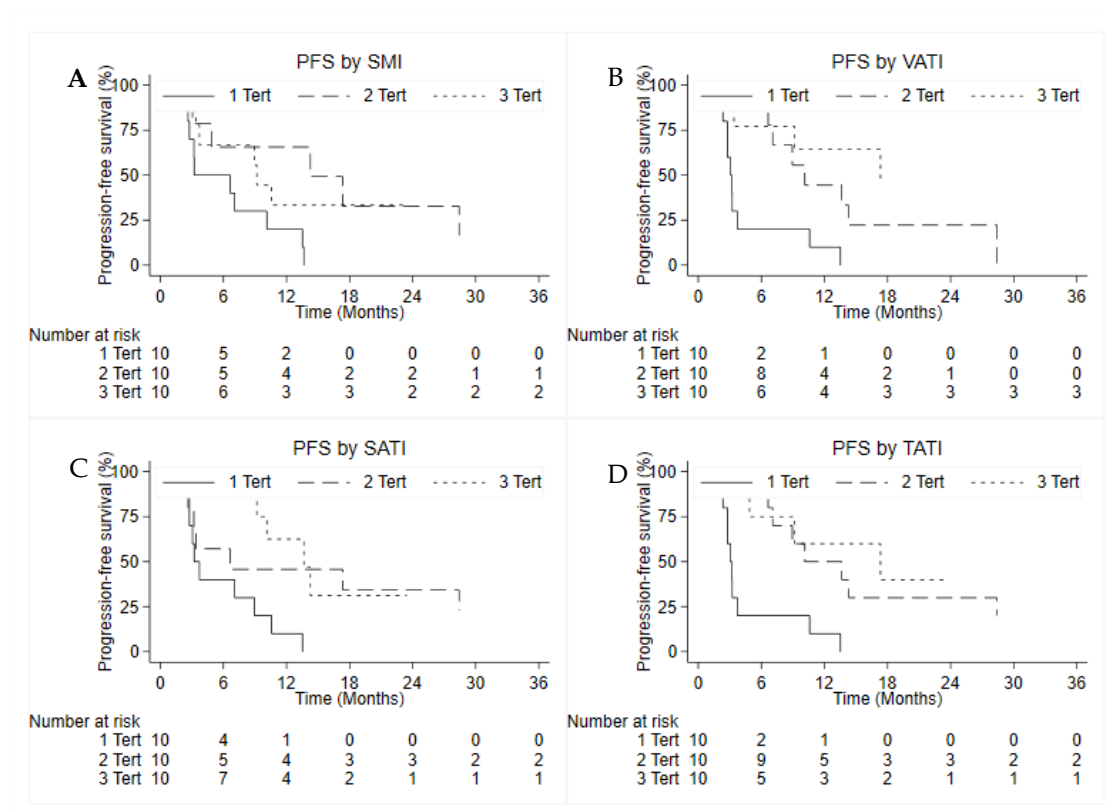 A
PFS by SMI
Progression-free survival (%)
100
75
50
25
0
1 Tert 2 Tert 3 Tert
0 6 12 18 24 30 36
Time (Months)
Number at risk
1 Tert 10 5 2 0 0 0 0
2 Tert 10 5 4 2 2 1 1
3 Tert 10 6 3 3 2 2 2
B
PFS by VATI
Progression-free survival (%)
100
75
50
25
0
1 Tert 2 Tert 3 Tert
0 6 12 18 24 30 36
Time (Months)
Number at risk
1 Tert 10 2 1 0 0 0 0
2 Tert 10 8 4 2 1 0 0
3 Tert 10 6 4 3 3 3 3
C
PFS by SATI
Progression-free survival (%)
100
75
50
25
0
1 Tert 2 Tert 3 Tert
0 6 12 18 24 30 36
Time (Months)
Number at risk
1 Tert 10 4 1 0 0 0 0
2 Tert 10 5 4 3 3 2 2
3 Tert 10 7 4 2 1 1 1
D
PFS by TATI
Progression-free survival (%)
100
75
50
25
0
1 Tert 2 Tert 3 Tert
0 6 12 18 24 30 36
Time (Months)
Number at risk
1 Tert 10 2 1 0 0 0 0
2 Tert 10 9 5 3 3 2 2
3 Tert 10 5 3 2 1 1 1